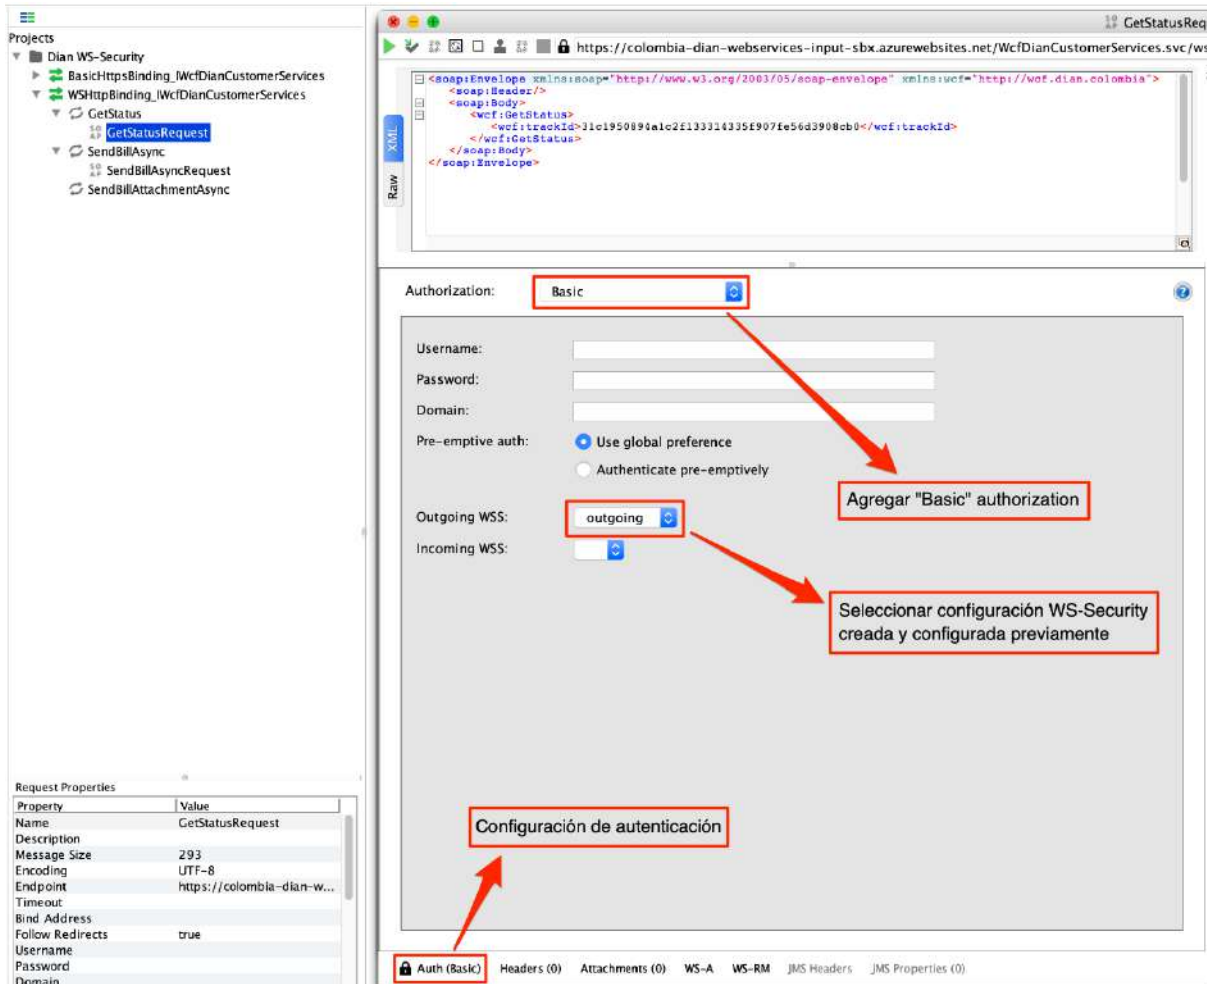 Projects
Dian WS-Security
BasicHttpsBinding_IWcfDianCustomerServices
WSHttpBinding_IWcfDianCustomerServices
GetStatus
GetStatusRequest
SendBillAsync
SendBillAsyncRequest
SendBillAttachmentAsync
GetStatusReq
https://colombia-dian-webservices-input-sbx.azurewebsites.net/WcfDianCustomerServices.svc/ws
XML
Raw
<soap:Envelope xmlns:soap="http://www.w3.org/2003/05/soap-envelope" xmlns:wcf="http://wcf.dian.colombia">
<soap:Header/>
<soap:Body>
<wcf:GetStatus>
<wcf:trackId>31c1950894a1c2f133314335f907fe56d3908cb0</wcf:trackId>
</wcf:GetStatus>
</soap:Body>
</soap:Envelope>
Authorization: Basic
Username:
Password:
Domain:
Pre-emptive auth: Use global preference
Authenticate pre-emptively
Agregar "Basic" authorization
Outgoing WSS: outgoing
Incoming WSS:
Seleccionar configuración WS-Security
creada y configurada previamente
Configuración de autenticación
Auth (Basic) Headers (0) Attachments (0) WS-A WS-RM JMS Headers JMS Properties (0)
Request Properties
Property Value
Name GetStatusRequest
Description
Message Size 293
Encoding UTF-8
Endpoint https://colombia-dian-w...
Timeout
Bind Address
Follow Redirects true
Username
Password
Domain